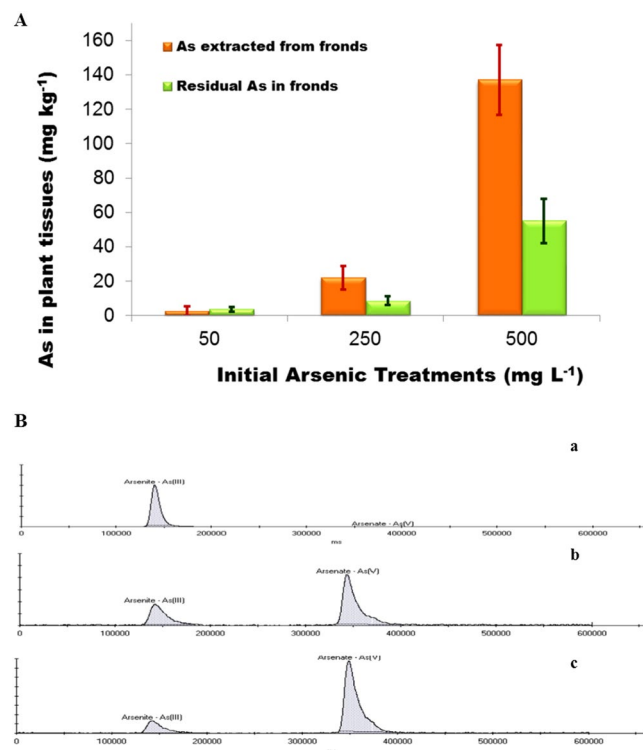 A
As in plant tissues (mg kg⁻¹)
160
140
120
100
80
60
40
20
0
As extracted from fronds
Residual As in fronds
50 250 500
Initial Arsenic Treatments (mg L⁻¹)
B
a
Arsenite - As(III)
Arsenate - As(V)
0 100000 200000 300000 400000 500000 600000
ms
b
Arsenite - As(III)
Arsenate - As(V)
0 100000 200000 300000 400000 500000 600000
c
Arsenate - As(V)
Arsenite - As(III)
0 100000 200000 300000 400000 500000 600000